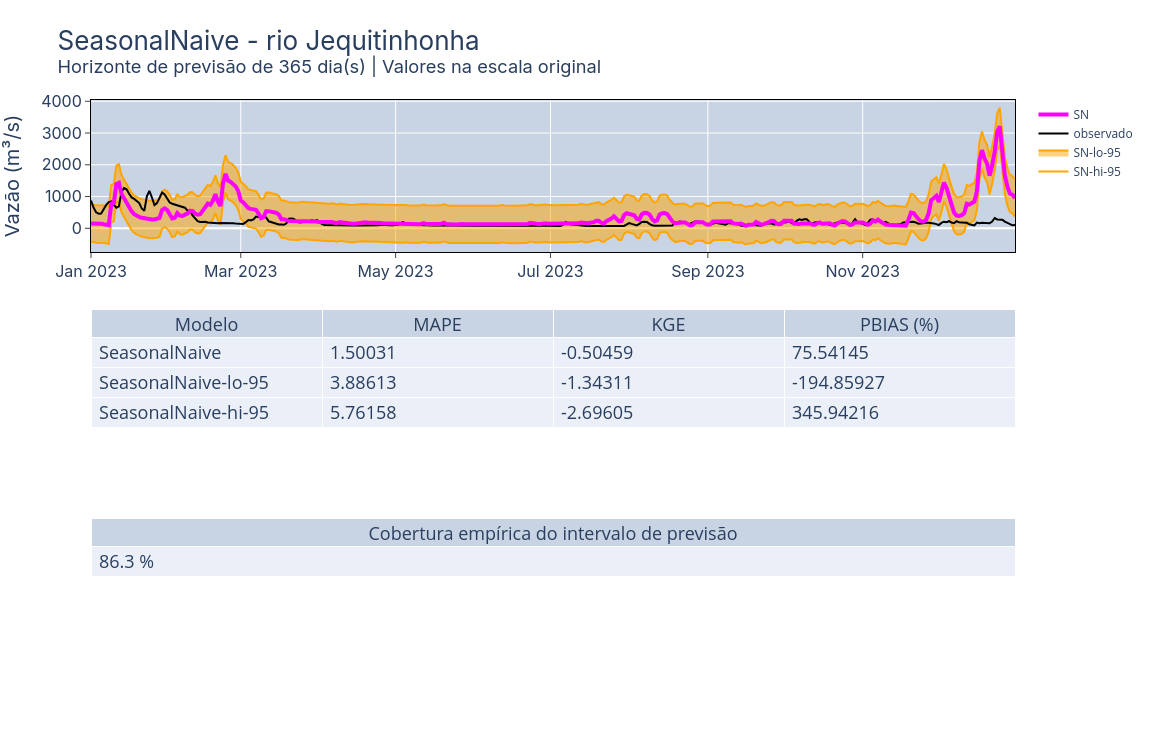 SeasonalNaive - rio Jequitinhonha
Horizonte de previsão de 365 dia(s) | Valores na escala original
Vazão (m³/s)
4000
3000
2000
1000
0
Jan 2023 Mar 2023 May 2023 Jul 2023 Sep 2023 Nov 2023
SN
observado
SN-lo-95
SN-hi-95
Modelo MAPE KGE PBIAS (%)
SeasonalNaive 1.50031 -0.50459 75.54145
SeasonalNaive-lo-95 3.88613 -1.34311 -194.85927
SeasonalNaive-hi-95 5.76158 -2.69605 345.94216
Cobertura empírica do intervalo de previsão
86.3 %